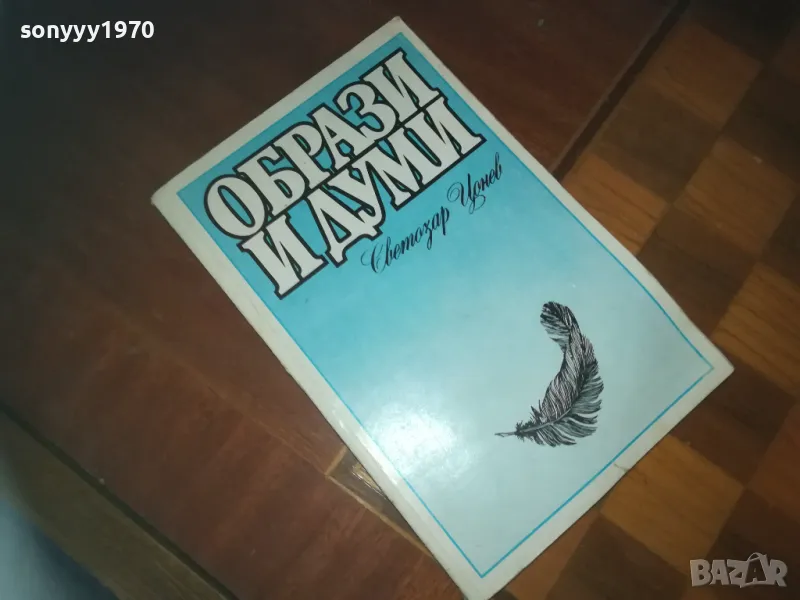 sonyyy1970
ОБРАЗИ
И ДУМИ
Светозар Цонев
BAZAR